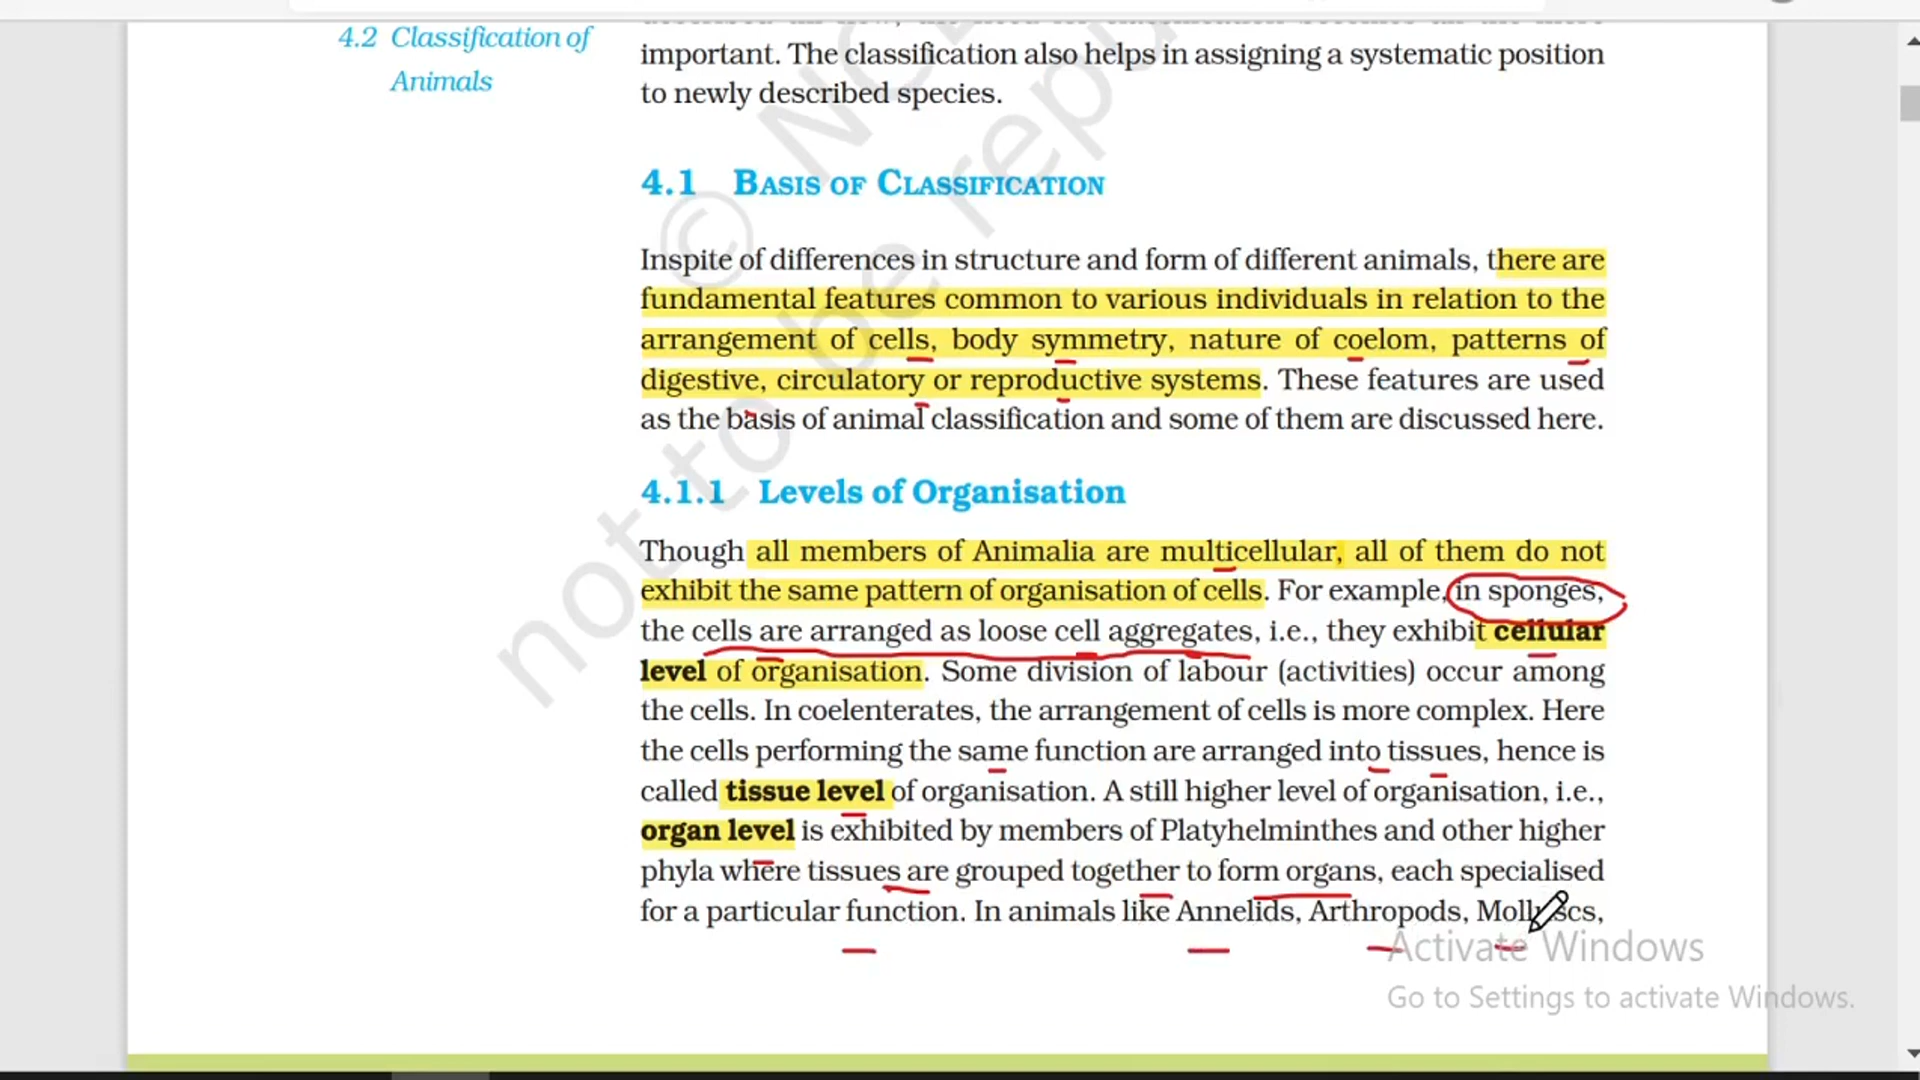 4.2 Classification of
Animals
important. The classification also helps in assigning a systematic position
to newly described species.
4.1 BASIS OF CLASSIFICATION
Inspite of differences in structure and form of different animals, there are
fundamental features common to various individuals in relation to the
arrangement of cells, body symmetry, nature of coelom, patterns of
digestive, circulatory or reproductive systems. These features are used
as the basis of animal classification and some of them are discussed here.
4.1.1 Levels of Organisation
Though all members of Animalia are multicellular, all of them do not
exhibit the same pattern of organisation of cells. For example, in sponges,
the cells are arranged as loose cell aggregates, i.e., they exhibit cellular
level of organisation. Some division of labour (activities) occur among
the cells. In coelenterates, the arrangement of cells is more complex. Here
the cells performing the same function are arranged into tissues, hence is
called tissue level of organisation. A still higher level of organisation, i.e.,
organ level is exhibited by members of Platyhelminthes and other higher
phyla where tissues are grouped together to form organs, each specialised
for a particular function. In animals like Annelids, Arthropods, Molluscs,
Activate Windows
Go to Settings to activate Windows.
not to be